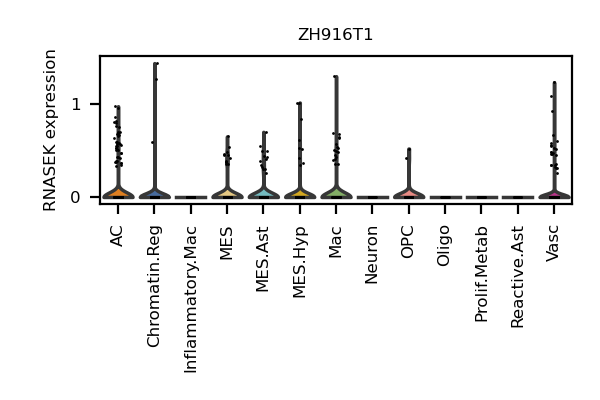 ZH916T1
RNASEK expression
1
0
AC
Chromatin.Reg
Inflammatory.Mac
MES
MES.Ast
MES.Hyp
Mac
Neuron
OPC
Oligo
Prolif.Metab
Reactive.Ast
Vasc